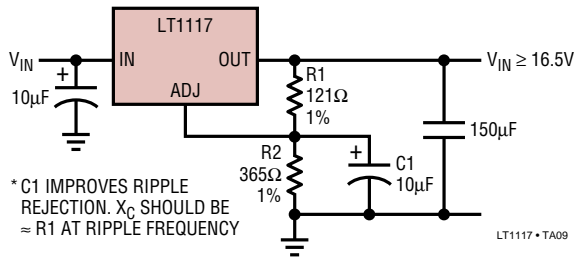 LT1117
V_IN
IN
OUT
V_IN ≥ 16.5V
ADJ
+
10µF
R1
121Ω
1%
150µF
R2
365Ω
1%
+
C1
10µF
* C1 IMPROVES RIPPLE
REJECTION. X_C SHOULD BE
≈ R1 AT RIPPLE FREQUENCY
LT1117 • TA09